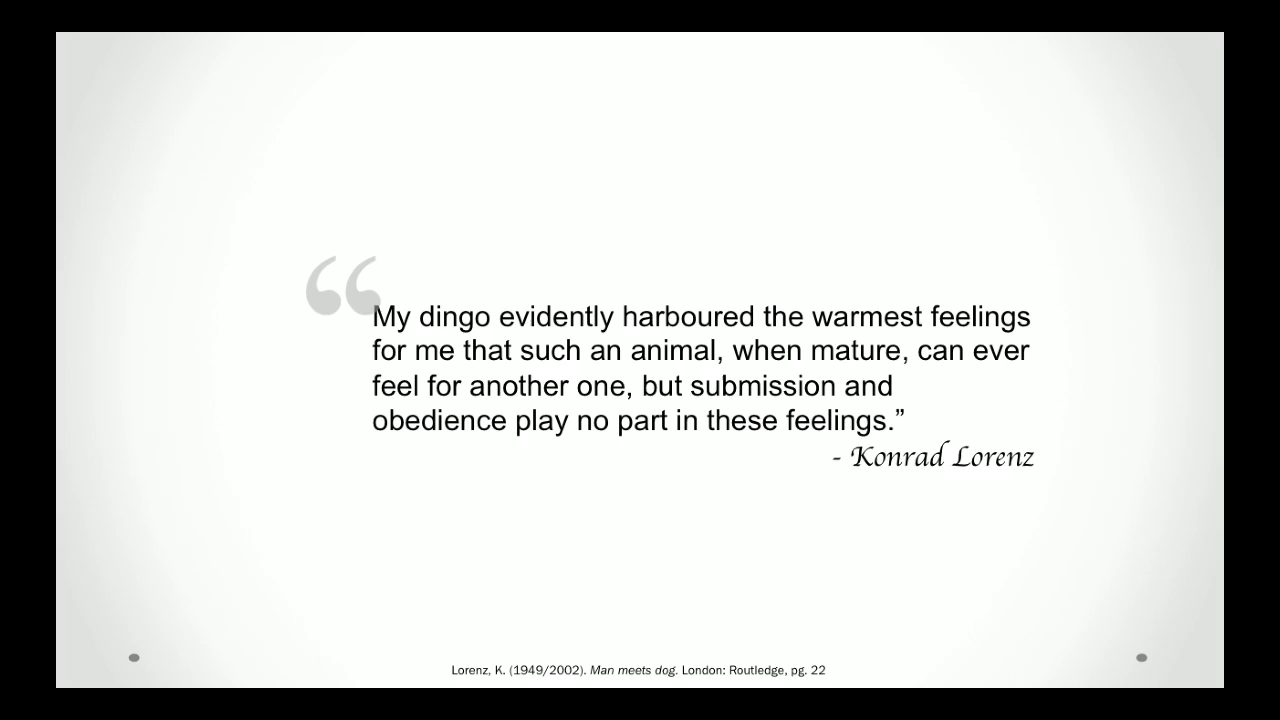 “
My dingo evidently harboured the warmest feelings
for me that such an animal, when mature, can ever
feel for another one, but submission and
obedience play no part in these feelings.”
- Konrad Lorenz
Lorenz, K. (1949/2002). Man meets dog. London: Routledge, pg. 22